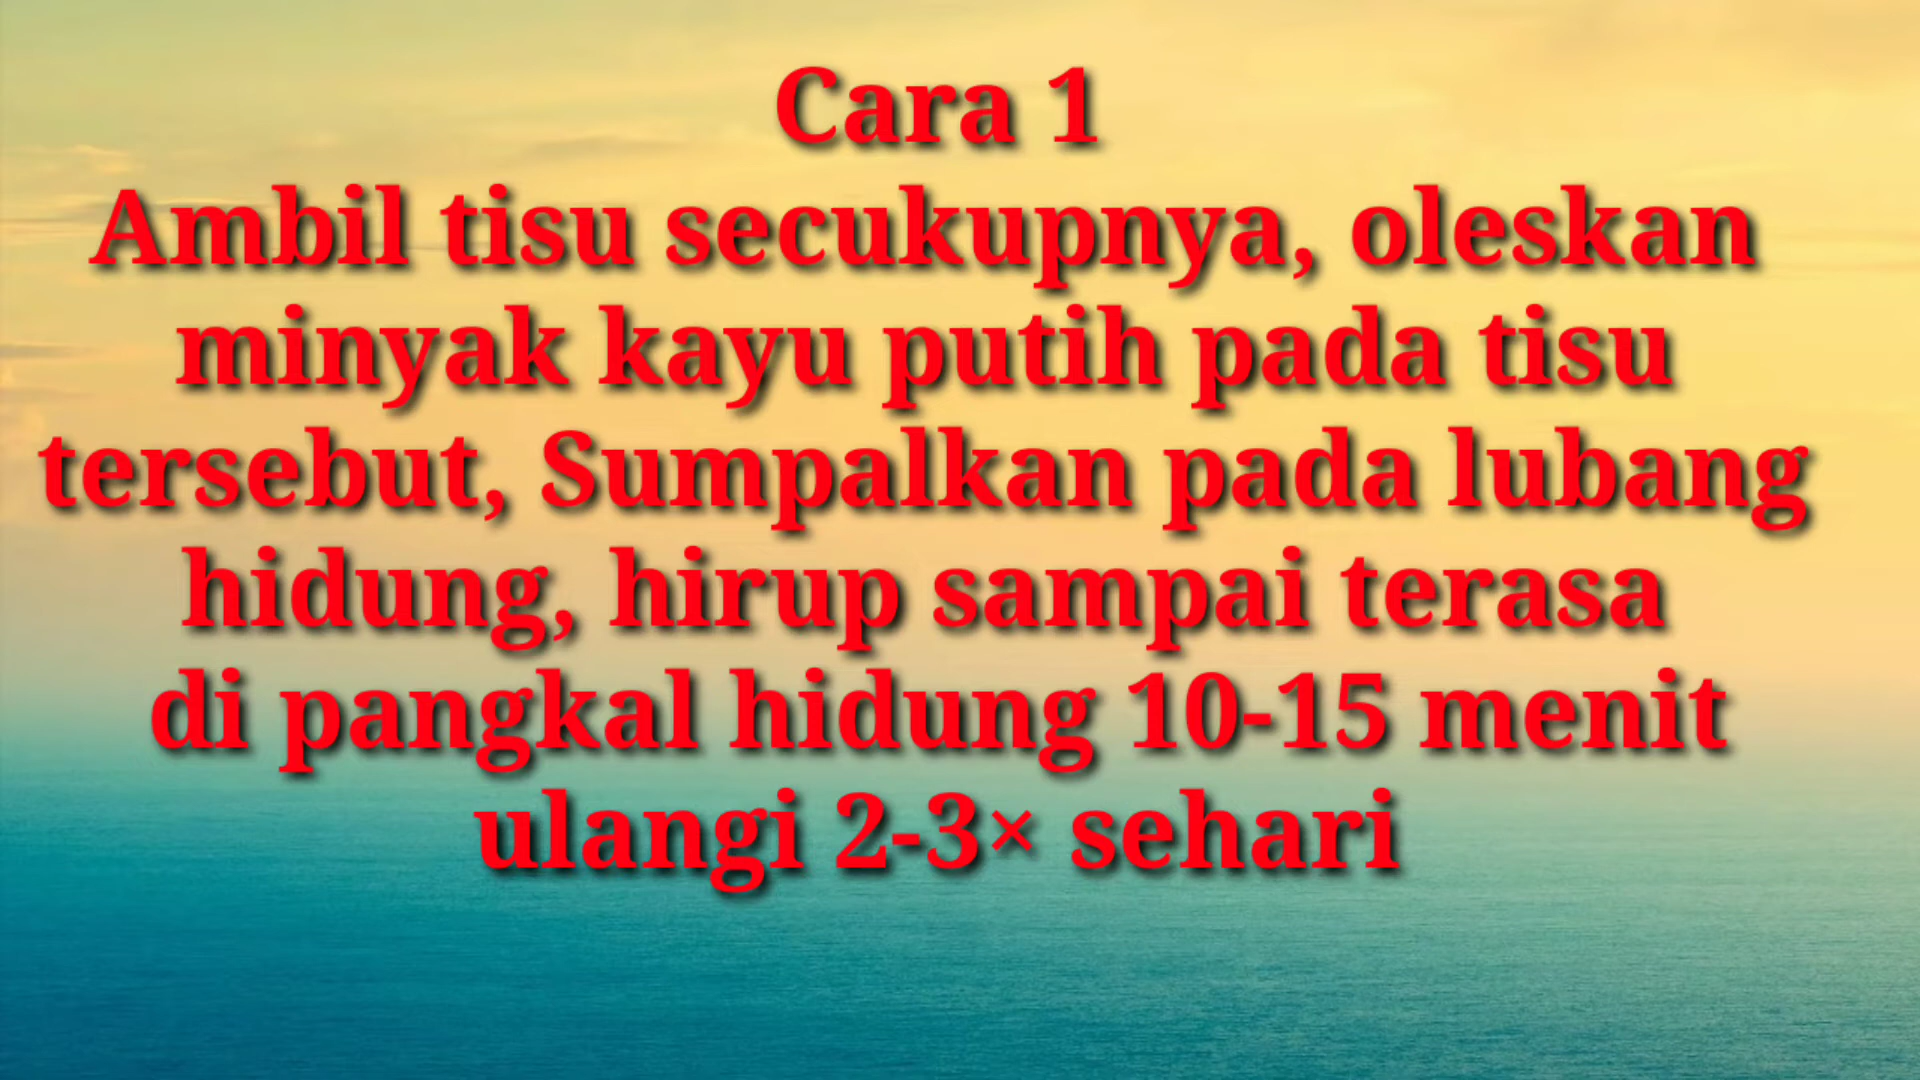 Cara 1
Ambil tisu secukupnya, oleskan
minyak kayu putih pada tisu
tersebut, Sumpalkan pada lubang
hidung, hirup sampai terasa
di pangkal hidung 10-15 menit
ulangi 2-3× sehari